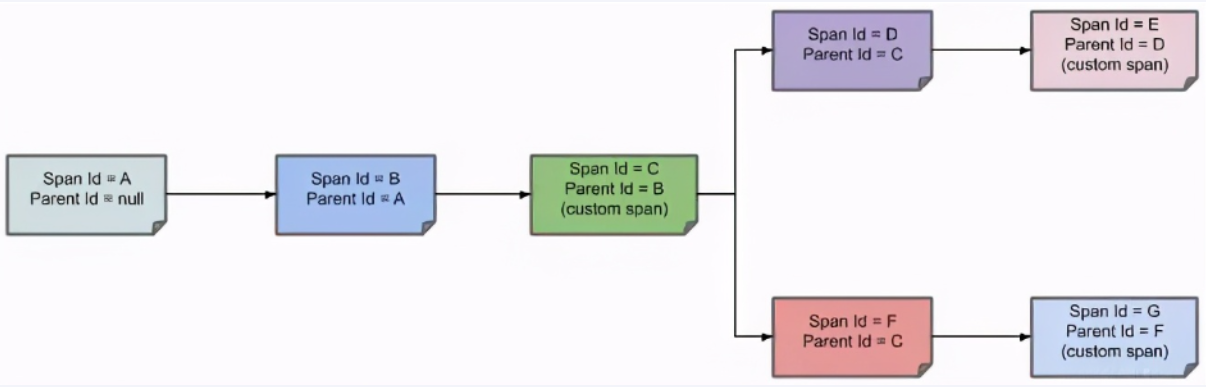 Span Id = A
Parent Id = null
Span Id = B
Parent Id = A
Span Id = C
Parent Id = B
(custom span)
Span Id = D
Parent Id = C
Span Id = E
Parent Id = D
(custom span)
Span Id = F
Parent Id = C
Span Id = G
Parent Id = F
(custom span)